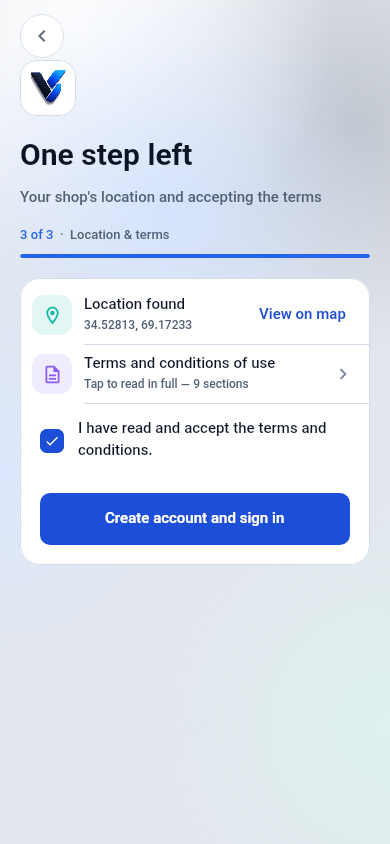 One step left
Your shop's location and accepting the terms
3 of 3 · Location & terms
Location found
34.52813, 69.17233
View on map
Terms and conditions of use
Tap to read in full — 9 sections
I have read and accept the terms and
conditions.
Create account and sign in